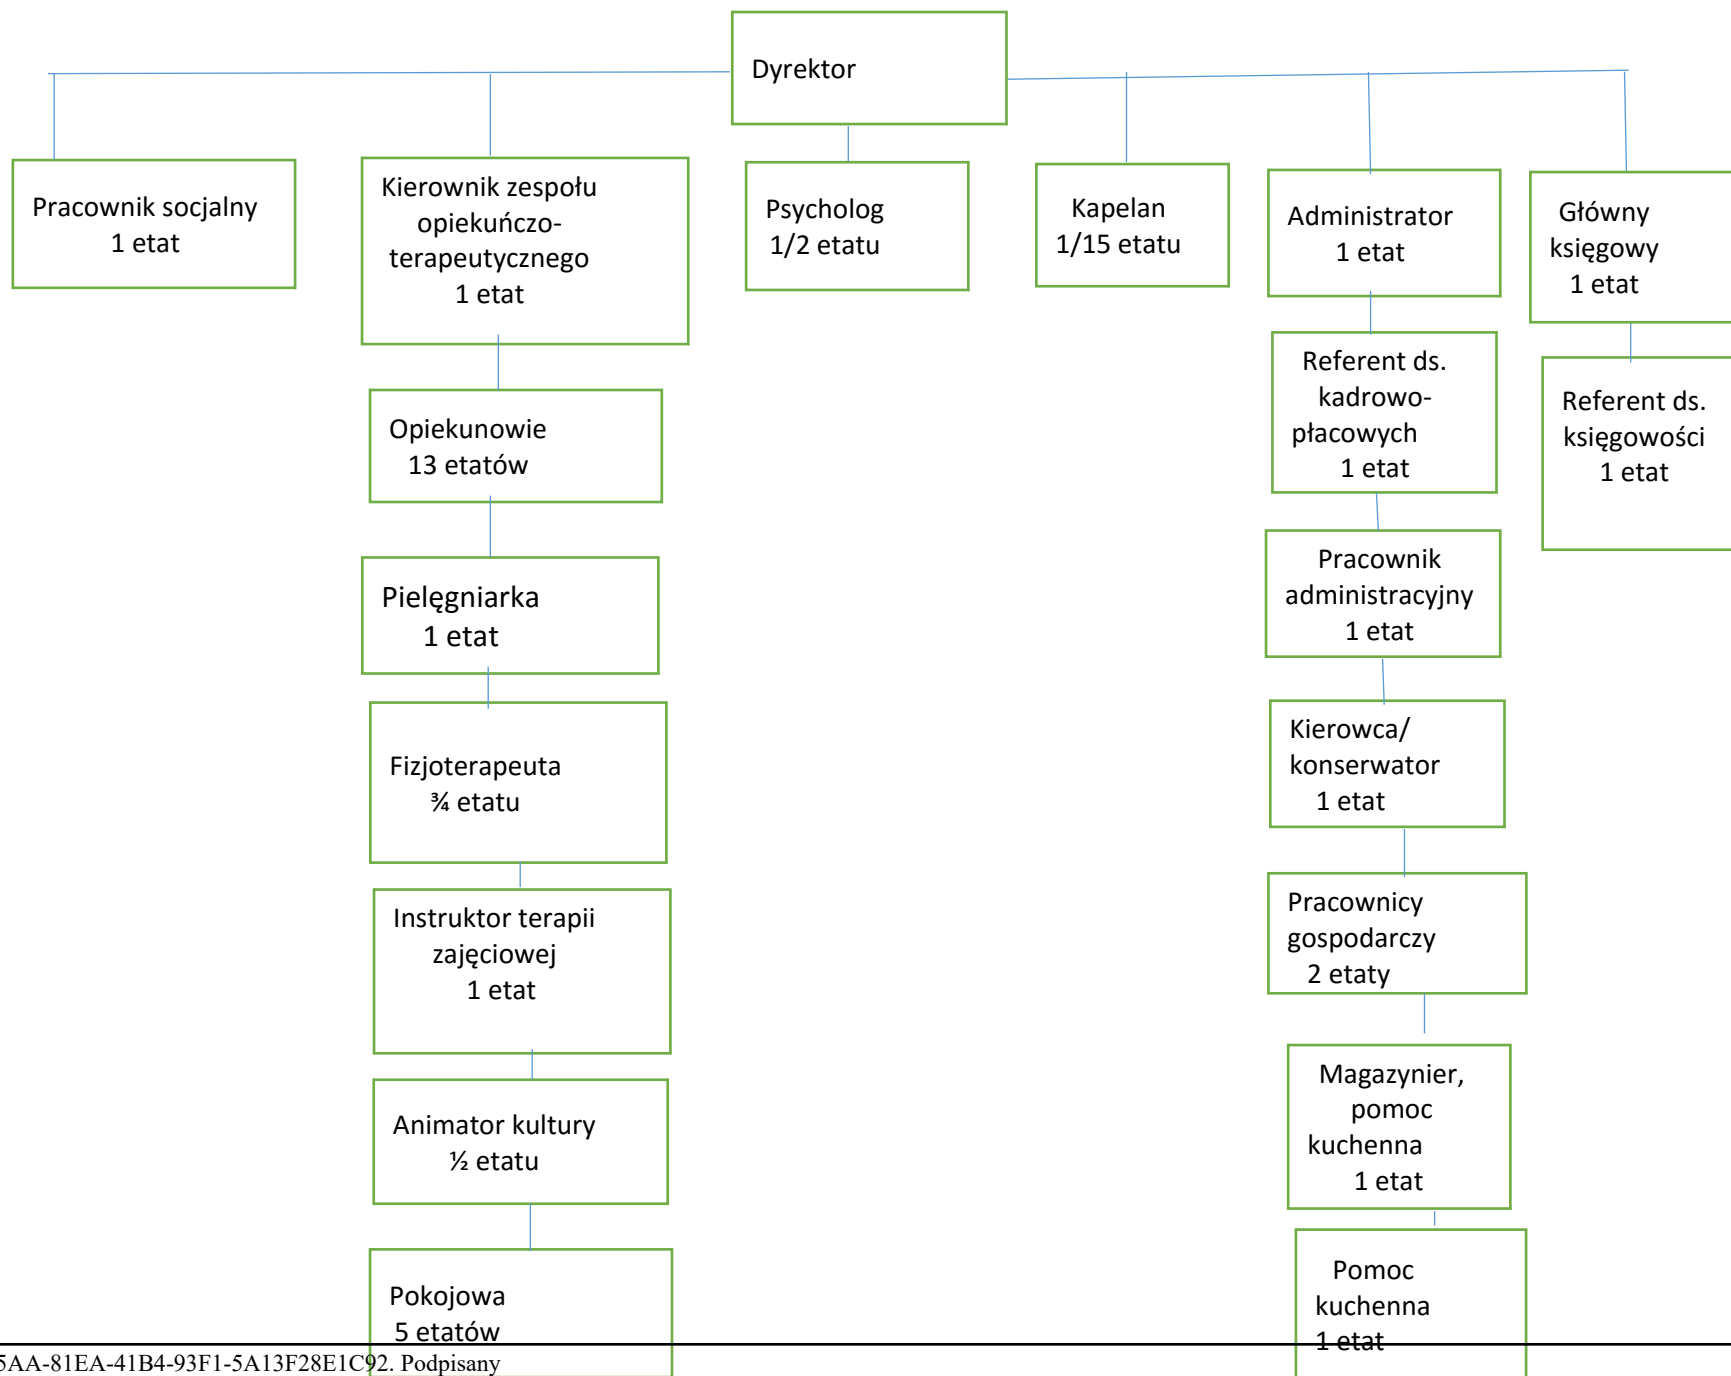 Dyrektor
Pracownik socjalny
1 etat
Kierownik zespołu
opiekuńczo-
terapeutycznego
1 etat
Psycholog
1/2 etatu
Kapelan
1/15 etatu
Administrator
1 etat
Główny
księgowy
1 etat
Opiekunowie
13 etatów
Pielęgniarka
1 etat
Fizjoterapeuta
¾ etatu
Instruktor terapii
zajęciowej
1 etat
Animator kultury
½ etatu
Pokojowa
5 etatów
Referent ds.
kadrowo-
płacowych
1 etat
Pracownik
administracyjny
1 etat
Kierowca/
konserwator
1 etat
Pracownicy
gospodarczy
2 etaty
Magazynier,
pomoc
kuchenna
1 etat
Pomoc
kuchenna
1 etat
Referent ds.
księgowości
1 etat
5AA-81EA-41B4-93F1-5A13F28E1C92. Podpisany